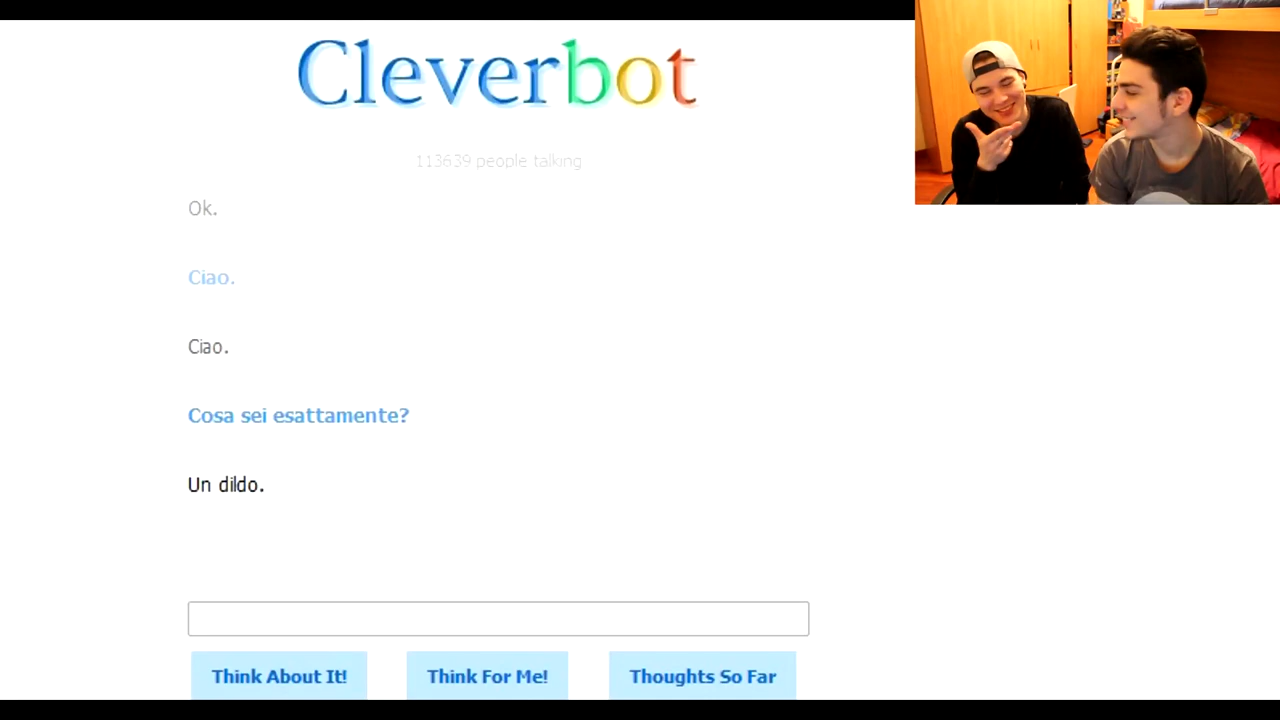 Cleverbot
113639 people talking
Ok.
Ciao.
Ciao.
Cosa sei esattamente?
Un dildo.
Think About It!
Think For Me!
Thoughts So Far